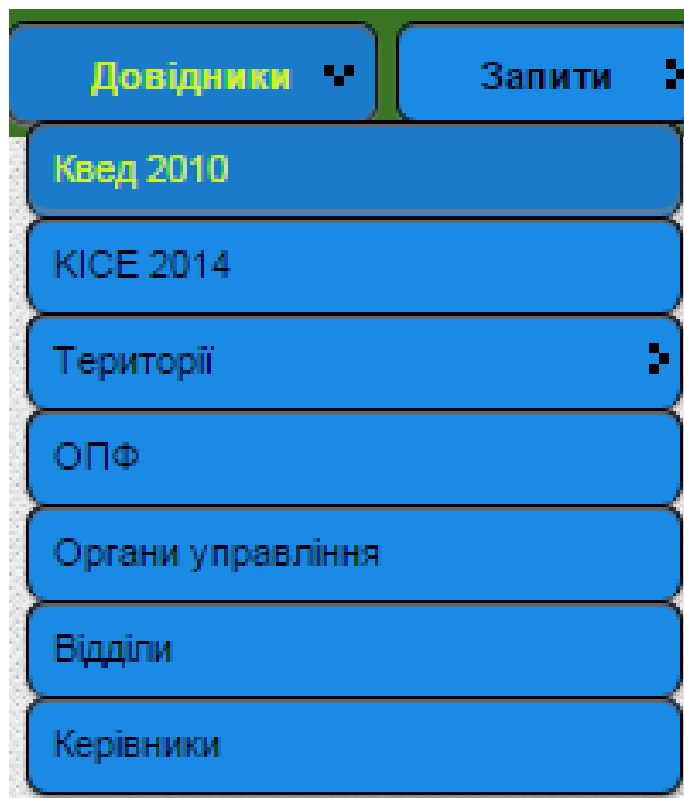 Довідники Запити
Квед 2010
КІСЕ 2014
Території
ОПФ
Органи управління
Відділи
Керівники